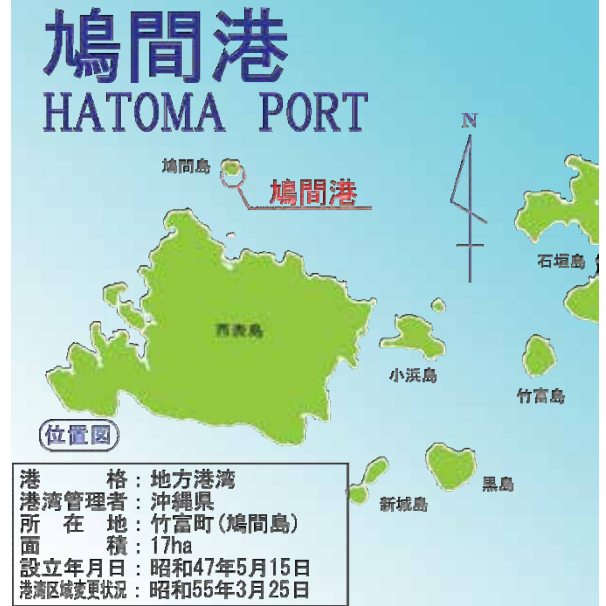 鳩間港
HATOMA PORT
N
鳩間島
鳩間港
石垣島
西表島
小浜島
竹富島
位置図
黒島
新城島
港格：地方港湾
港湾管理者：沖縄県
所在地：竹富町(鳩間島)
面積：17ha
設立年月日：昭和47年5月15日
港湾区域変更状況：昭和55年3月25日